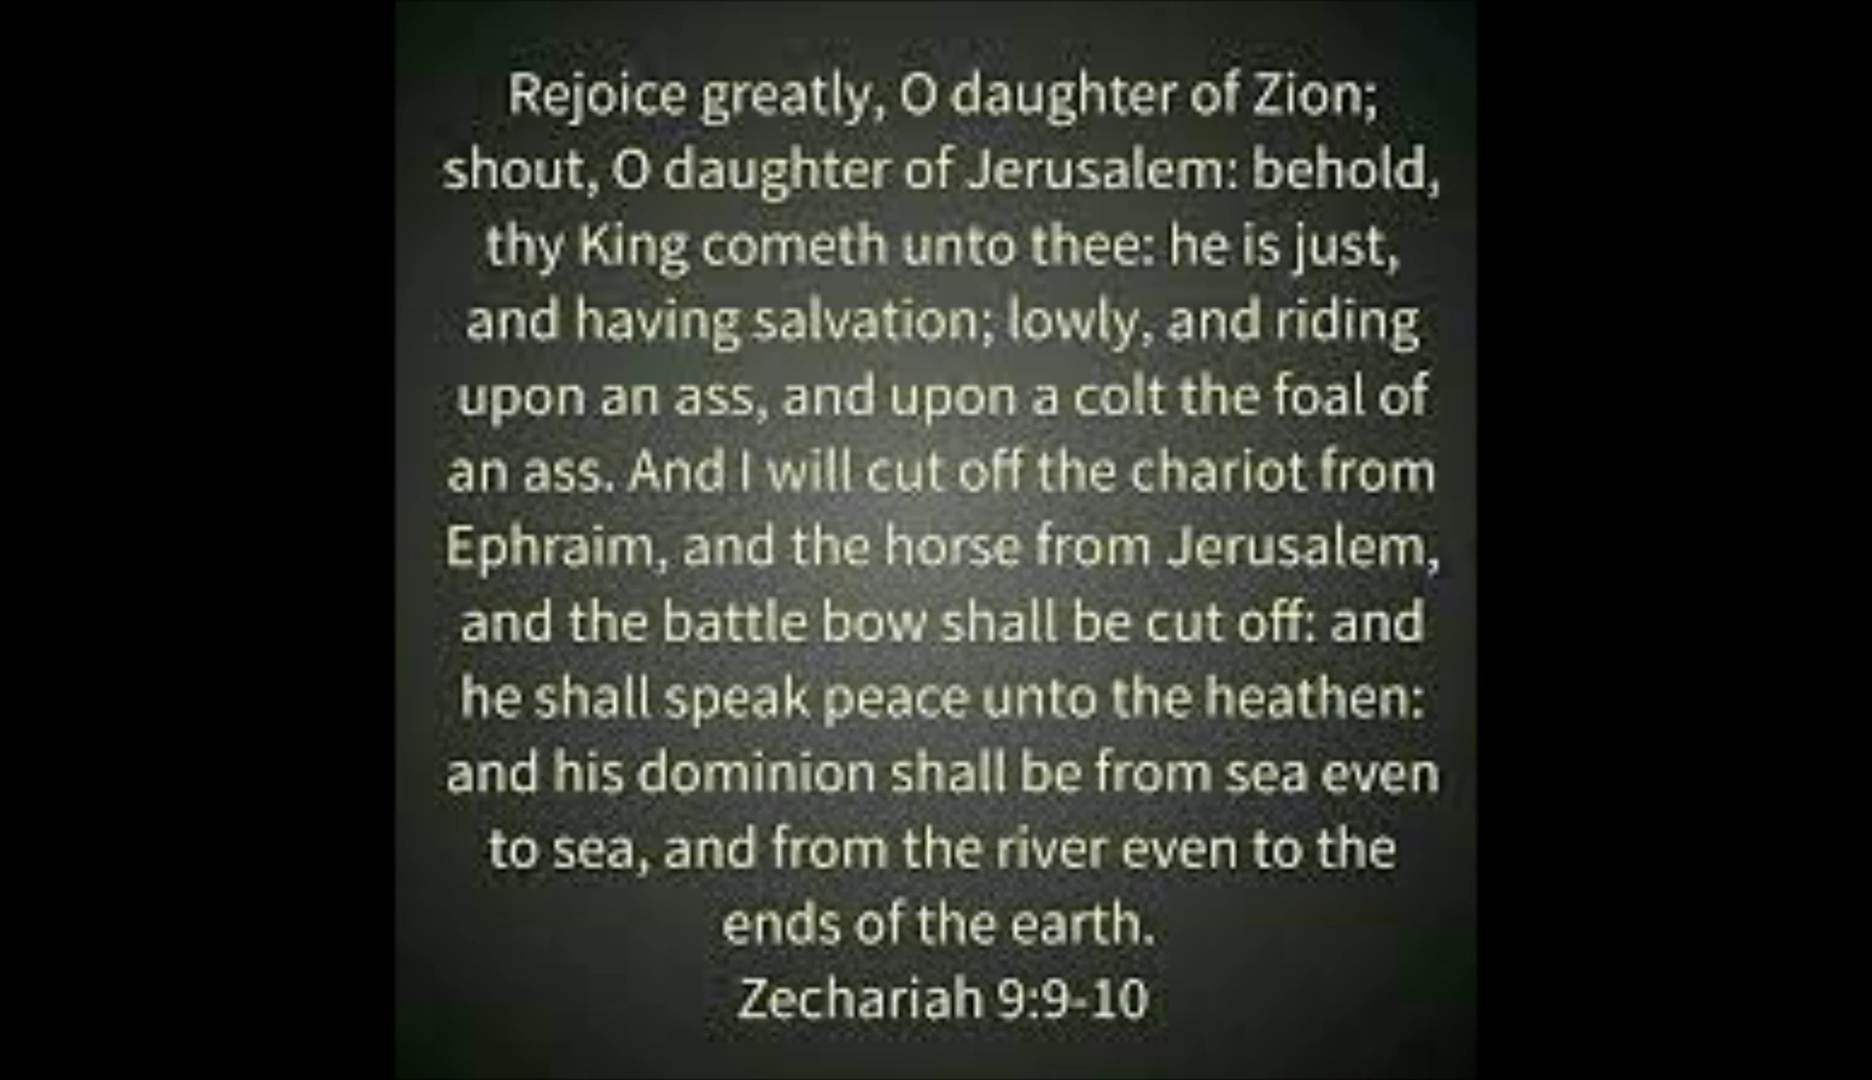 Rejoice greatly, O daughter of Zion;
shout, O daughter of Jerusalem: behold,
thy King cometh unto thee: he is just,
and having salvation; lowly, and riding
upon an ass, and upon a colt the foal of
an ass. And I will cut off the chariot from
Ephraim, and the horse from Jerusalem,
and the battle bow shall be cut off: and
he shall speak peace unto the heathen:
and his dominion shall be from sea even
to sea, and from the river even to the
ends of the earth.
Zechariah 9:9-10